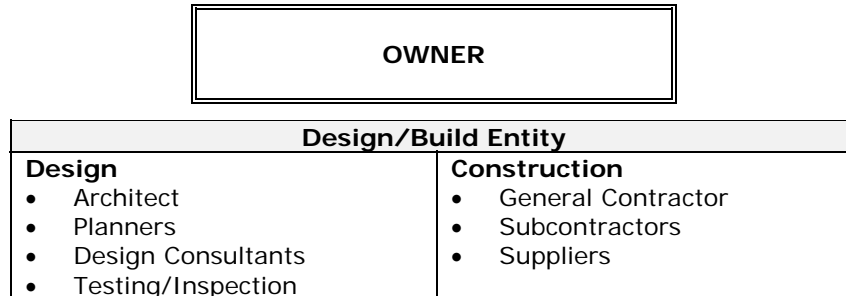 OWNER
Design/Build Entity
Design
• Architect
• Planners
• Design Consultants
• Testing/Inspection
Construction
• General Contractor
• Subcontractors
• Suppliers